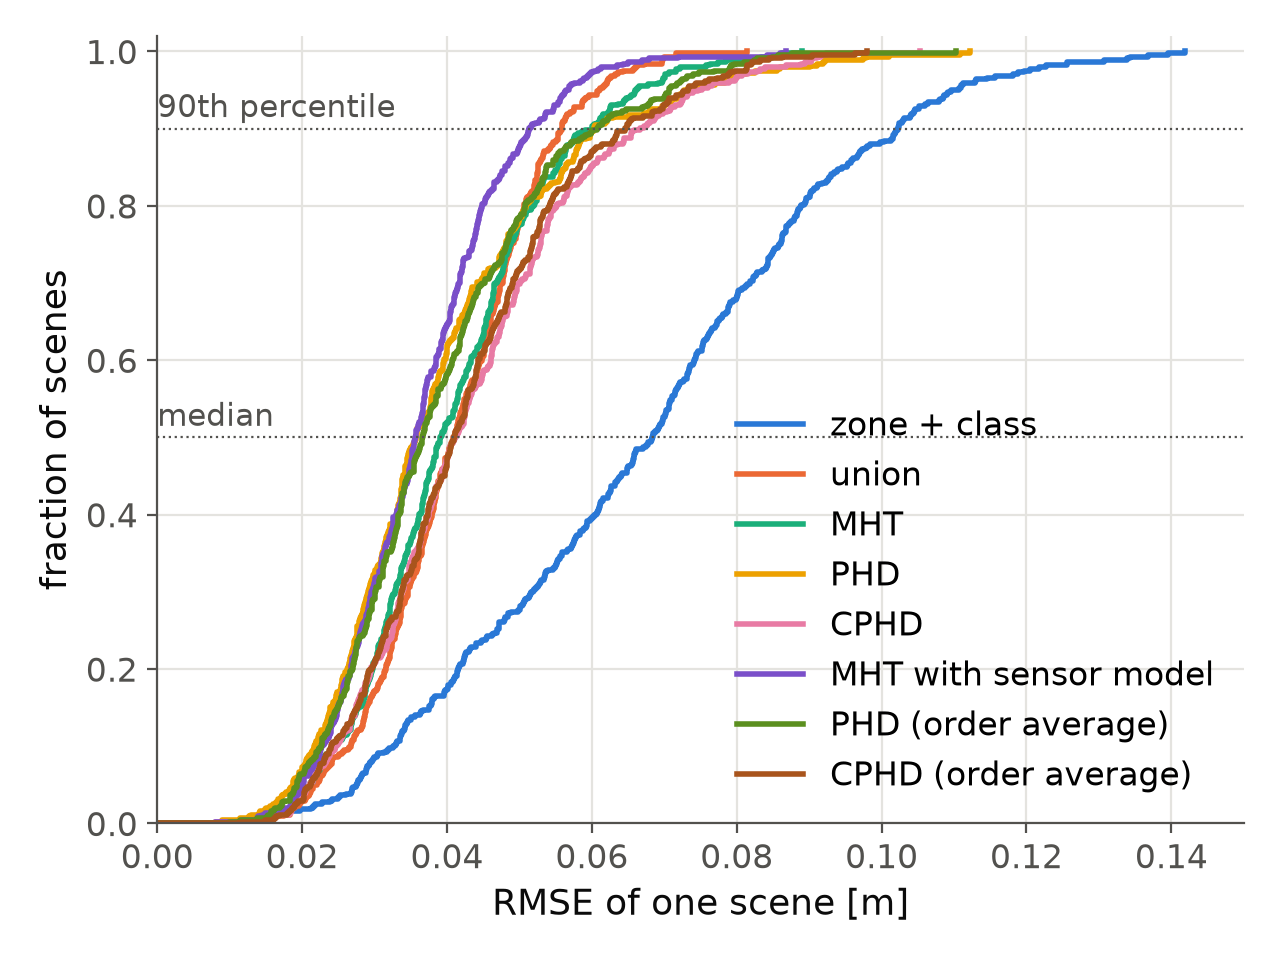 1.0
90th percentile
0.8
0.6
median
0.4
0.2
0.0
fraction of scenes
zone + class
union
MHT
PHD
CPHD
MHT with sensor model
PHD (order average)
CPHD (order average)
0.00 0.02 0.04 0.06 0.08 0.10 0.12 0.14
RMSE of one scene [m]